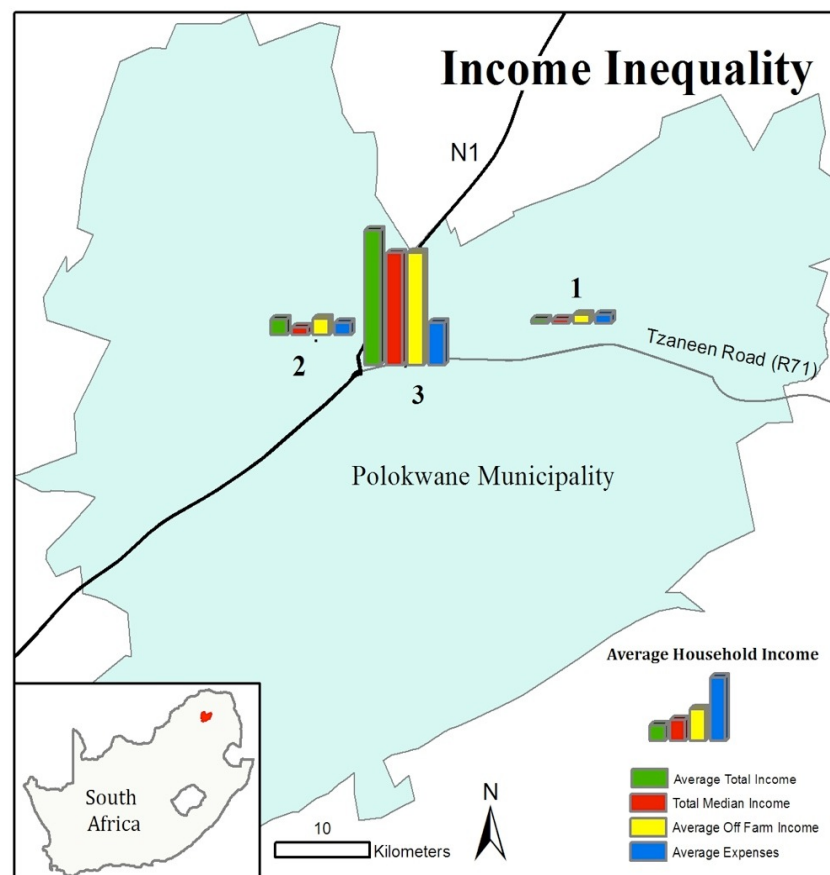 Income Inequality
N1
1
Tzaneen Road (R71)
2
3
Polokwane Municipality
Average Household Income
Average Total Income
Total Median Income
Average Off Farm Income
Average Expenses
South
Africa
10
Kilometers
N